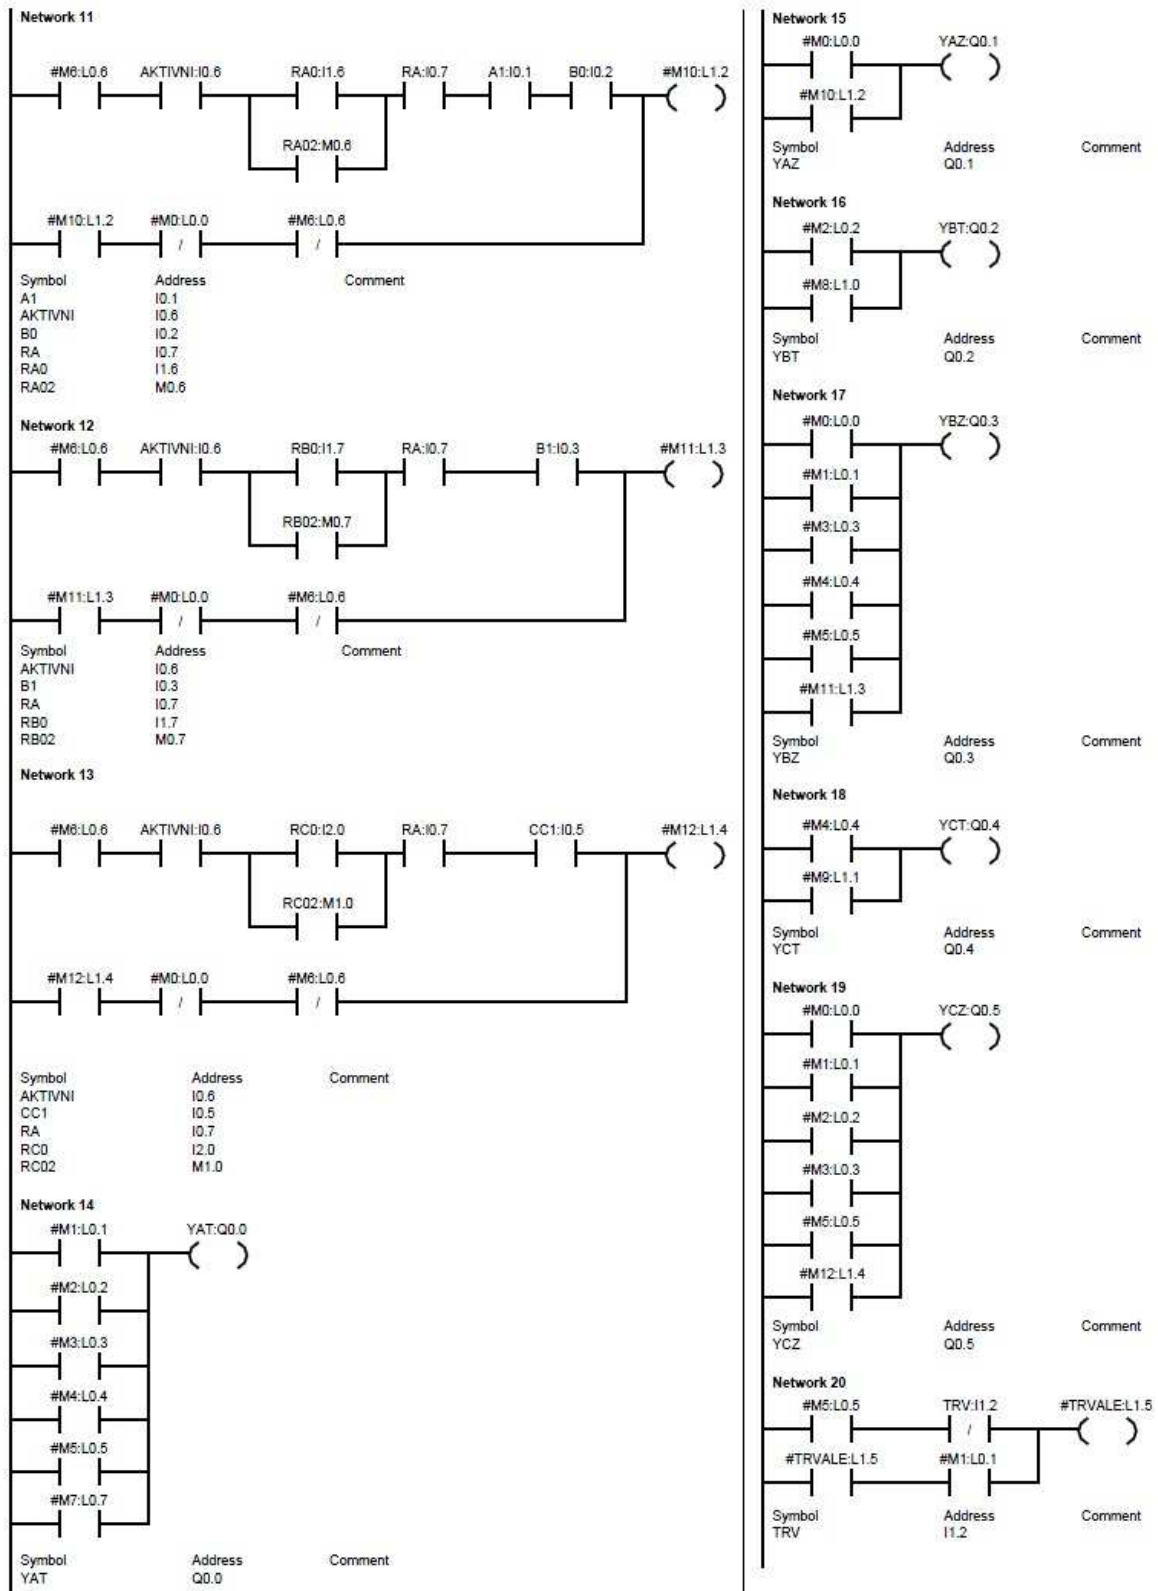 Network 11
#M6:L0.6 AKTIVNI:I0.6 RA0:I1.6 RA:I0.7 A1:I0.1 B0:I0.2 #M10:L1.2
RA02:M0.6
#M10:L1.2 #M0:L0.0 #M6:L0.6
/ /
Symbol Address Comment
A1 I0.1
AKTIVNI I0.6
B0 I0.2
RA I0.7
RA0 I1.6
RA02 M0.6
Network 12
#M6:L0.6 AKTIVNI:I0.6 RB0:I1.7 RA:I0.7 B1:I0.3 #M11:L1.3
RB02:M0.7
#M11:L1.3 #M0:L0.0 #M6:L0.6
/ /
Symbol Address Comment
AKTIVNI I0.6
B1 I0.3
RA I0.7
RB0 I1.7
RB02 M0.7
Network 13
#M6:L0.6 AKTIVNI:I0.6 RC0:I2.0 RA:I0.7 CC1:I0.5 #M12:L1.4
RC02:M1.0
#M12:L1.4 #M0:L0.0 #M6:L0.6
/ /
Symbol Address Comment
AKTIVNI I0.6
CC1 I0.5
RA I0.7
RC0 I2.0
RC02 M1.0
Network 14
#M1:L0.1 YAT:Q0.0
#M2:L0.2
#M3:L0.3
#M4:L0.4
#M5:L0.5
#M7:L0.7
Symbol Address Comment
YAT Q0.0
Network 15
#M0:L0.0 YAZ:Q0.1
#M10:L1.2
Symbol Address Comment
YAZ Q0.1
Network 16
#M2:L0.2 YBT:Q0.2
#M8:L1.0
Symbol Address Comment
YBT Q0.2
Network 17
#M0:L0.0 YBZ:Q0.3
#M1:L0.1
#M3:L0.3
#M4:L0.4
#M5:L0.5
#M11:L1.3
Symbol Address Comment
YBZ Q0.3
Network 18
#M4:L0.4 YCT:Q0.4
#M9:L1.1
Symbol Address Comment
YCT Q0.4
Network 19
#M0:L0.0 YCZ:Q0.5
#M1:L0.1
#M2:L0.2
#M3:L0.3
#M5:L0.5
#M12:L1.4
Symbol Address Comment
YCZ Q0.5
Network 20
#M5:L0.5 TRV:I1.2 #TRVALE:L1.5
/
#TRVALE:L1.5 #M1:L0.1
Symbol Address Comment
TRV I1.2